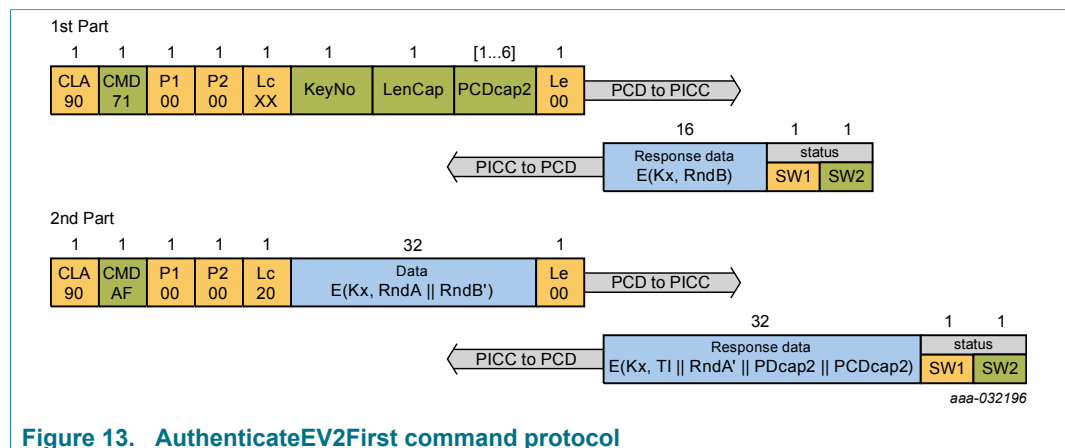 1st Part
1 1 1 1 1 1 1 [1...6] 1
CLA CMD P1 P2 Lc KeyNo LenCap PCDcap2 Le
90 71 00 00 XX 00
PCD to PICC
16 1 1
PICC to PCD
Response data
E(Kx, RndB)
status
SW1 SW2
2nd Part
1 1 1 1 1 32 1
CLA CMD P1 P2 Lc Data Le
90 AF 00 00 20 E(Kx, RndA || RndB') 00
PCD to PICC
32 1 1
PICC to PCD
Response data
E(Kx, TI || RndA' || PDcap2 || PCDcap2)
status
SW1 SW2
aaa-032196
Figure 13. AuthenticateEV2First command protocol